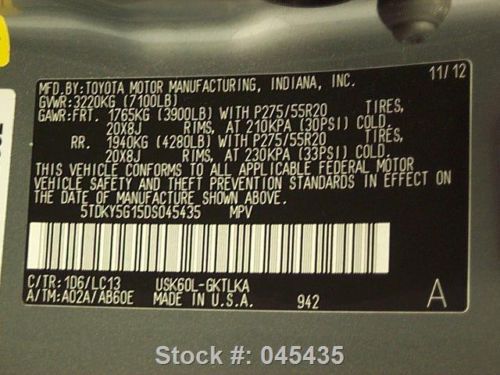 MFD. BY: TOYOTA MOTOR MANUFACTURING, INDIANA, INC.
11/12
GVWR: 3220KG (7100LB)
GAWR: FRT. 1765KG (3900LB) WITH P275/55R20 TIRES,
20X8J RIMS, AT 210KPA (30PSI) COLD.
RR. 1940KG (4280LB) WITH P275/55R20 TIRES,
20X8J RIMS, AT 230KPA (33PSI) COLD.
THIS VEHICLE CONFORMS TO ALL APPLICABLE FEDERAL MOTOR
VEHICLE SAFETY AND THEFT PREVENTION STANDARDS IN EFFECT ON
THE DATE OF MANUFACTURE SHOWN ABOVE.
5TDKY5G15DS045435 MPV
C/TR: 1D6/LC13 USK60L-GKTLKA
A/TM: A02A/AB60E MADE IN U.S.A. 942 A
Stock #: 045435